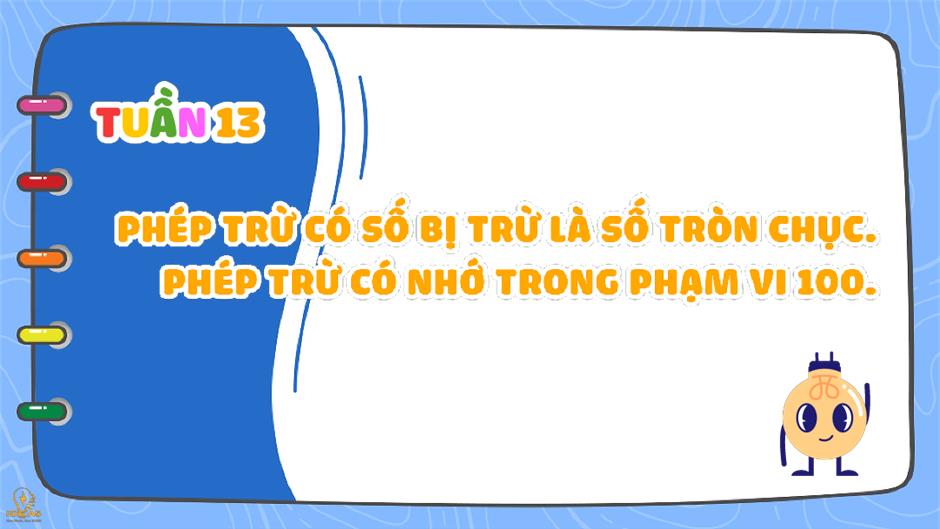 TUẦN 13
PHÉP TRỪ CÓ SỐ BỊ TRỪ LÀ SỐ TRÒN CHỤC.
PHÉP TRỪ CÓ NHỚ TRONG PHẠM VI 100.